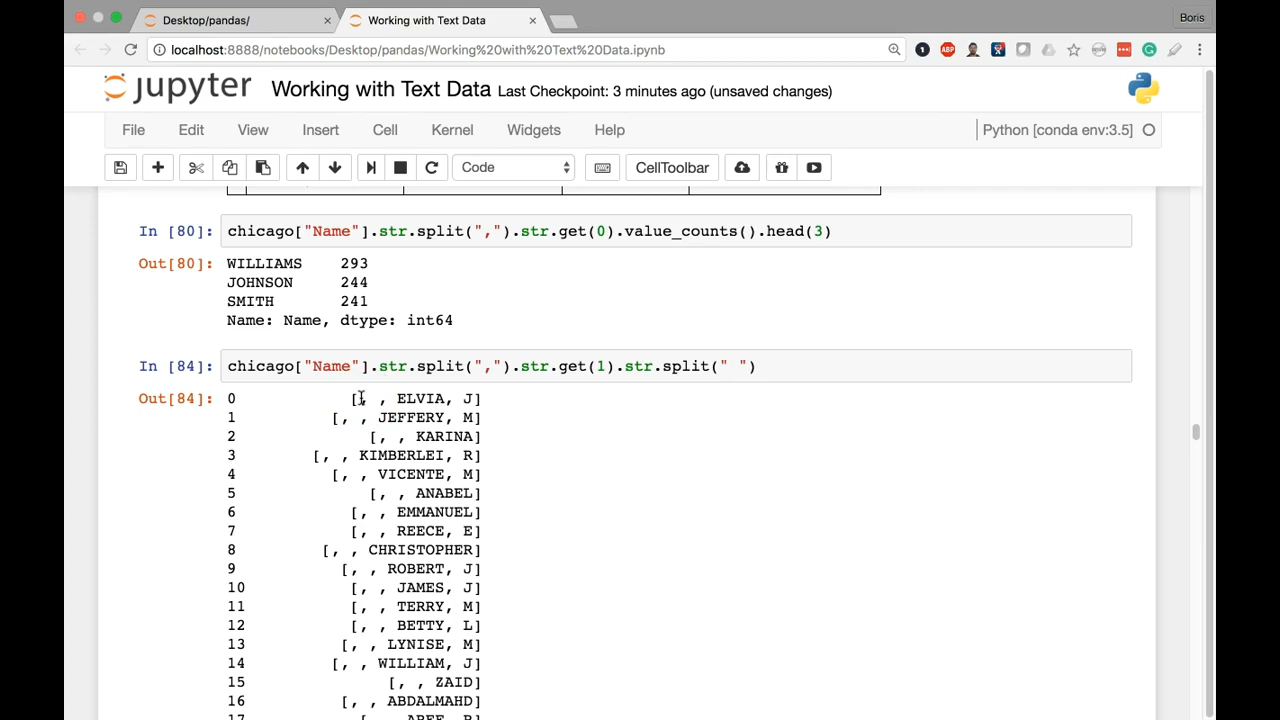 Desktop/pandas/
Working with Text Data
Boris
localhost:8888/notebooks/Desktop/pandas/Working%20with%20Text%20Data.ipynb
jupyter Working with Text Data Last Checkpoint: 3 minutes ago (unsaved changes)
File Edit View Insert Cell Kernel Widgets Help Python [conda env:3.5]
Code CellToolbar
In [80]: chicago["Name"].str.split(",").str.get(0).value_counts().head(3)
Out[80]: WILLIAMS 293
JOHNSON 244
SMITH 241
Name: Name, dtype: int64
In [84]: chicago["Name"].str.split(",").str.get(1).str.split(" ")
Out[84]: 0 [, , ELVIA, J]
1 [, , JEFFERY, M]
2 [, , KARINA]
3 [, , KIMBERLEI, R]
4 [, , VICENTE, M]
5 [, , ANABEL]
6 [, , EMMANUEL]
7 [, , REECE, E]
8 [, , CHRISTOPHER]
9 [, , ROBERT, J]
10 [, , JAMES, J]
11 [, , TERRY, M]
12 [, , BETTY, L]
13 [, , LYNISE, M]
14 [, , WILLIAM, J]
15 [, , ZAID]
16 [, , ABDALMAHD]
17